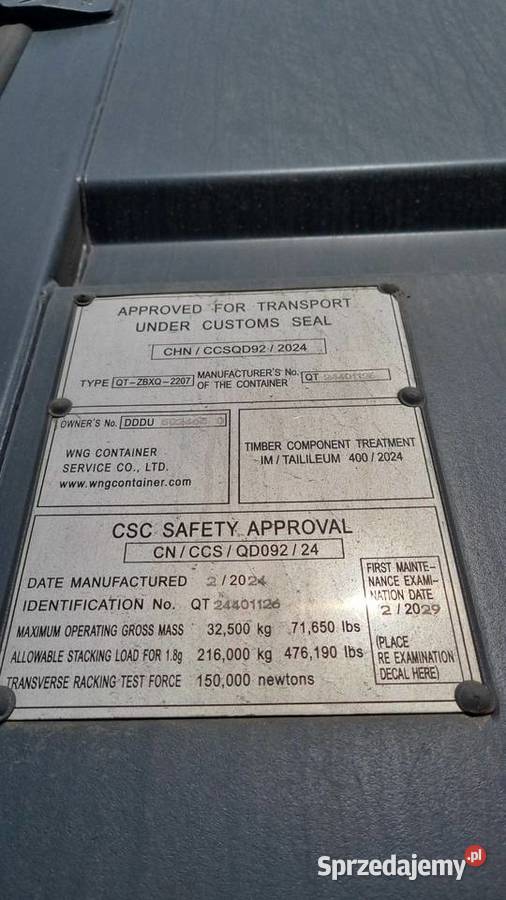 APPROVED FOR TRANSPORT
UNDER CUSTOMS SEAL
CHN / CCSQD92 / 2024
TYPE QT-ZBXQ-2207 MANUFACTURER'S No. OF THE CONTAINER QT 24401126
OWNER'S No. DDDU
WNG CONTAINER
SERVICE CO., LTD.
www.wngcontainer.com
TIMBER COMPONENT TREATMENT
IM / TAILILEUM 400 / 2024
CSC SAFETY APPROVAL
CN / CCS / QD092 / 24
DATE MANUFACTURED 2 / 2024
IDENTIFICATION No. QT 24401126
MAXIMUM OPERATING GROSS MASS 32,500 kg 71,650 lbs
ALLOWABLE STACKING LOAD FOR 1.8g 216,000 kg 476,190 lbs
TRANSVERSE RACKING TEST FORCE 150,000 newtons
FIRST MAINTE-
NANCE EXAMI-
NATION DATE
2 / 2029
(PLACE
RE EXAMINATION
DECAL HERE)
Sprzedajemy.pl